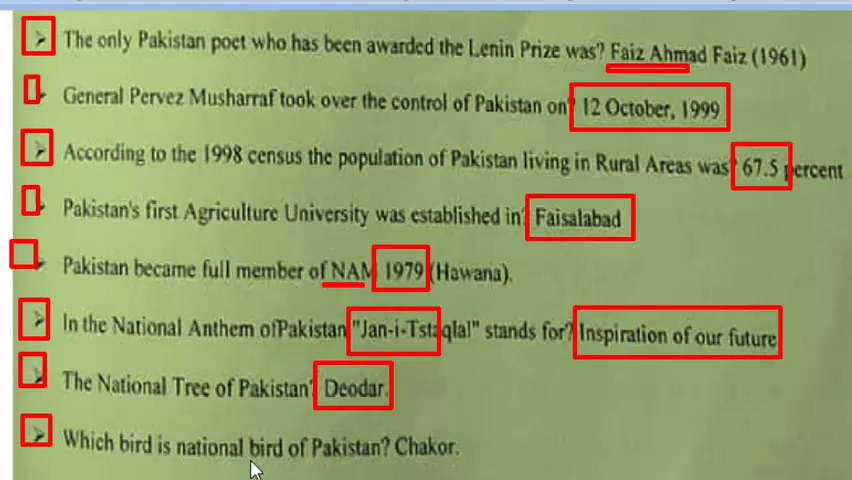 The only Pakistan poet who has been awarded the Lenin Prize was? Faiz Ahmad Faiz (1961)
General Pervez Musharraf took over the control of Pakistan on? 12 October, 1999
According to the 1998 census the population of Pakistan living in Rural Areas was? 67.5 percent
Pakistan's first Agriculture University was established in? Faisalabad
Pakistan became full member of NAM 1979 (Hawana).
In the National Anthem ofPakistan "Jan-i-Tstaqlal" stands for? Inspiration of our future
The National Tree of Pakistan? Deodar.
Which bird is national bird of Pakistan? Chakor.